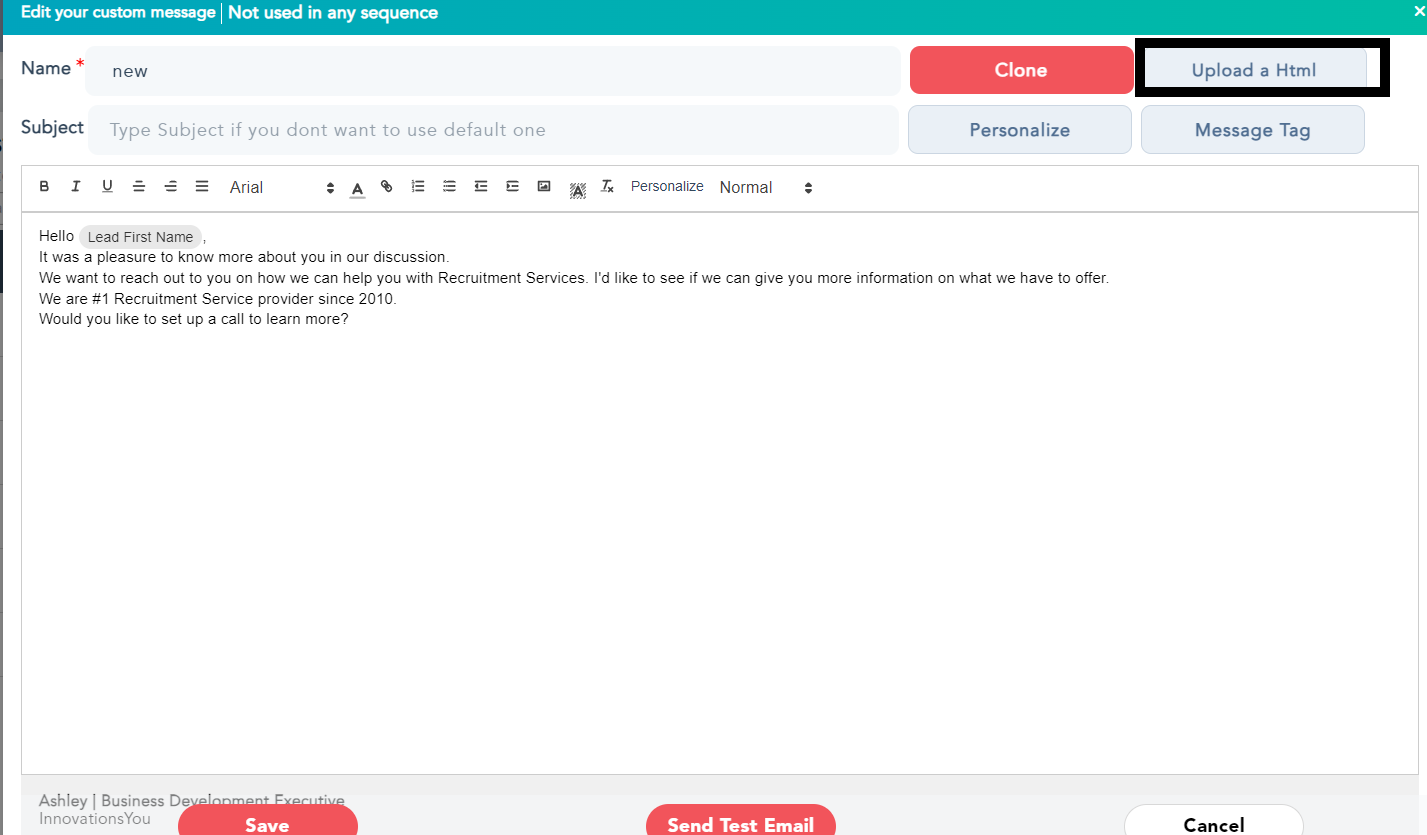 Edit your custom message | Not used in any sequence ×
Name * new Clone Upload a Html
Subject Type Subject if you dont want to use default one Personalize Message Tag
B I U Arial A A Tx Personalize Normal
Hello Lead First Name ,
It was a pleasure to know more about you in our discussion.
We want to reach out to you on how we can help you with Recruitment Services. I'd like to see if we can give you more information on what we have to offer.
We are #1 Recruitment Service provider since 2010.
Would you like to set up a call to learn more?
Ashley | Business Development Executive
InnovationsYou
Save Send Test Email Cancel